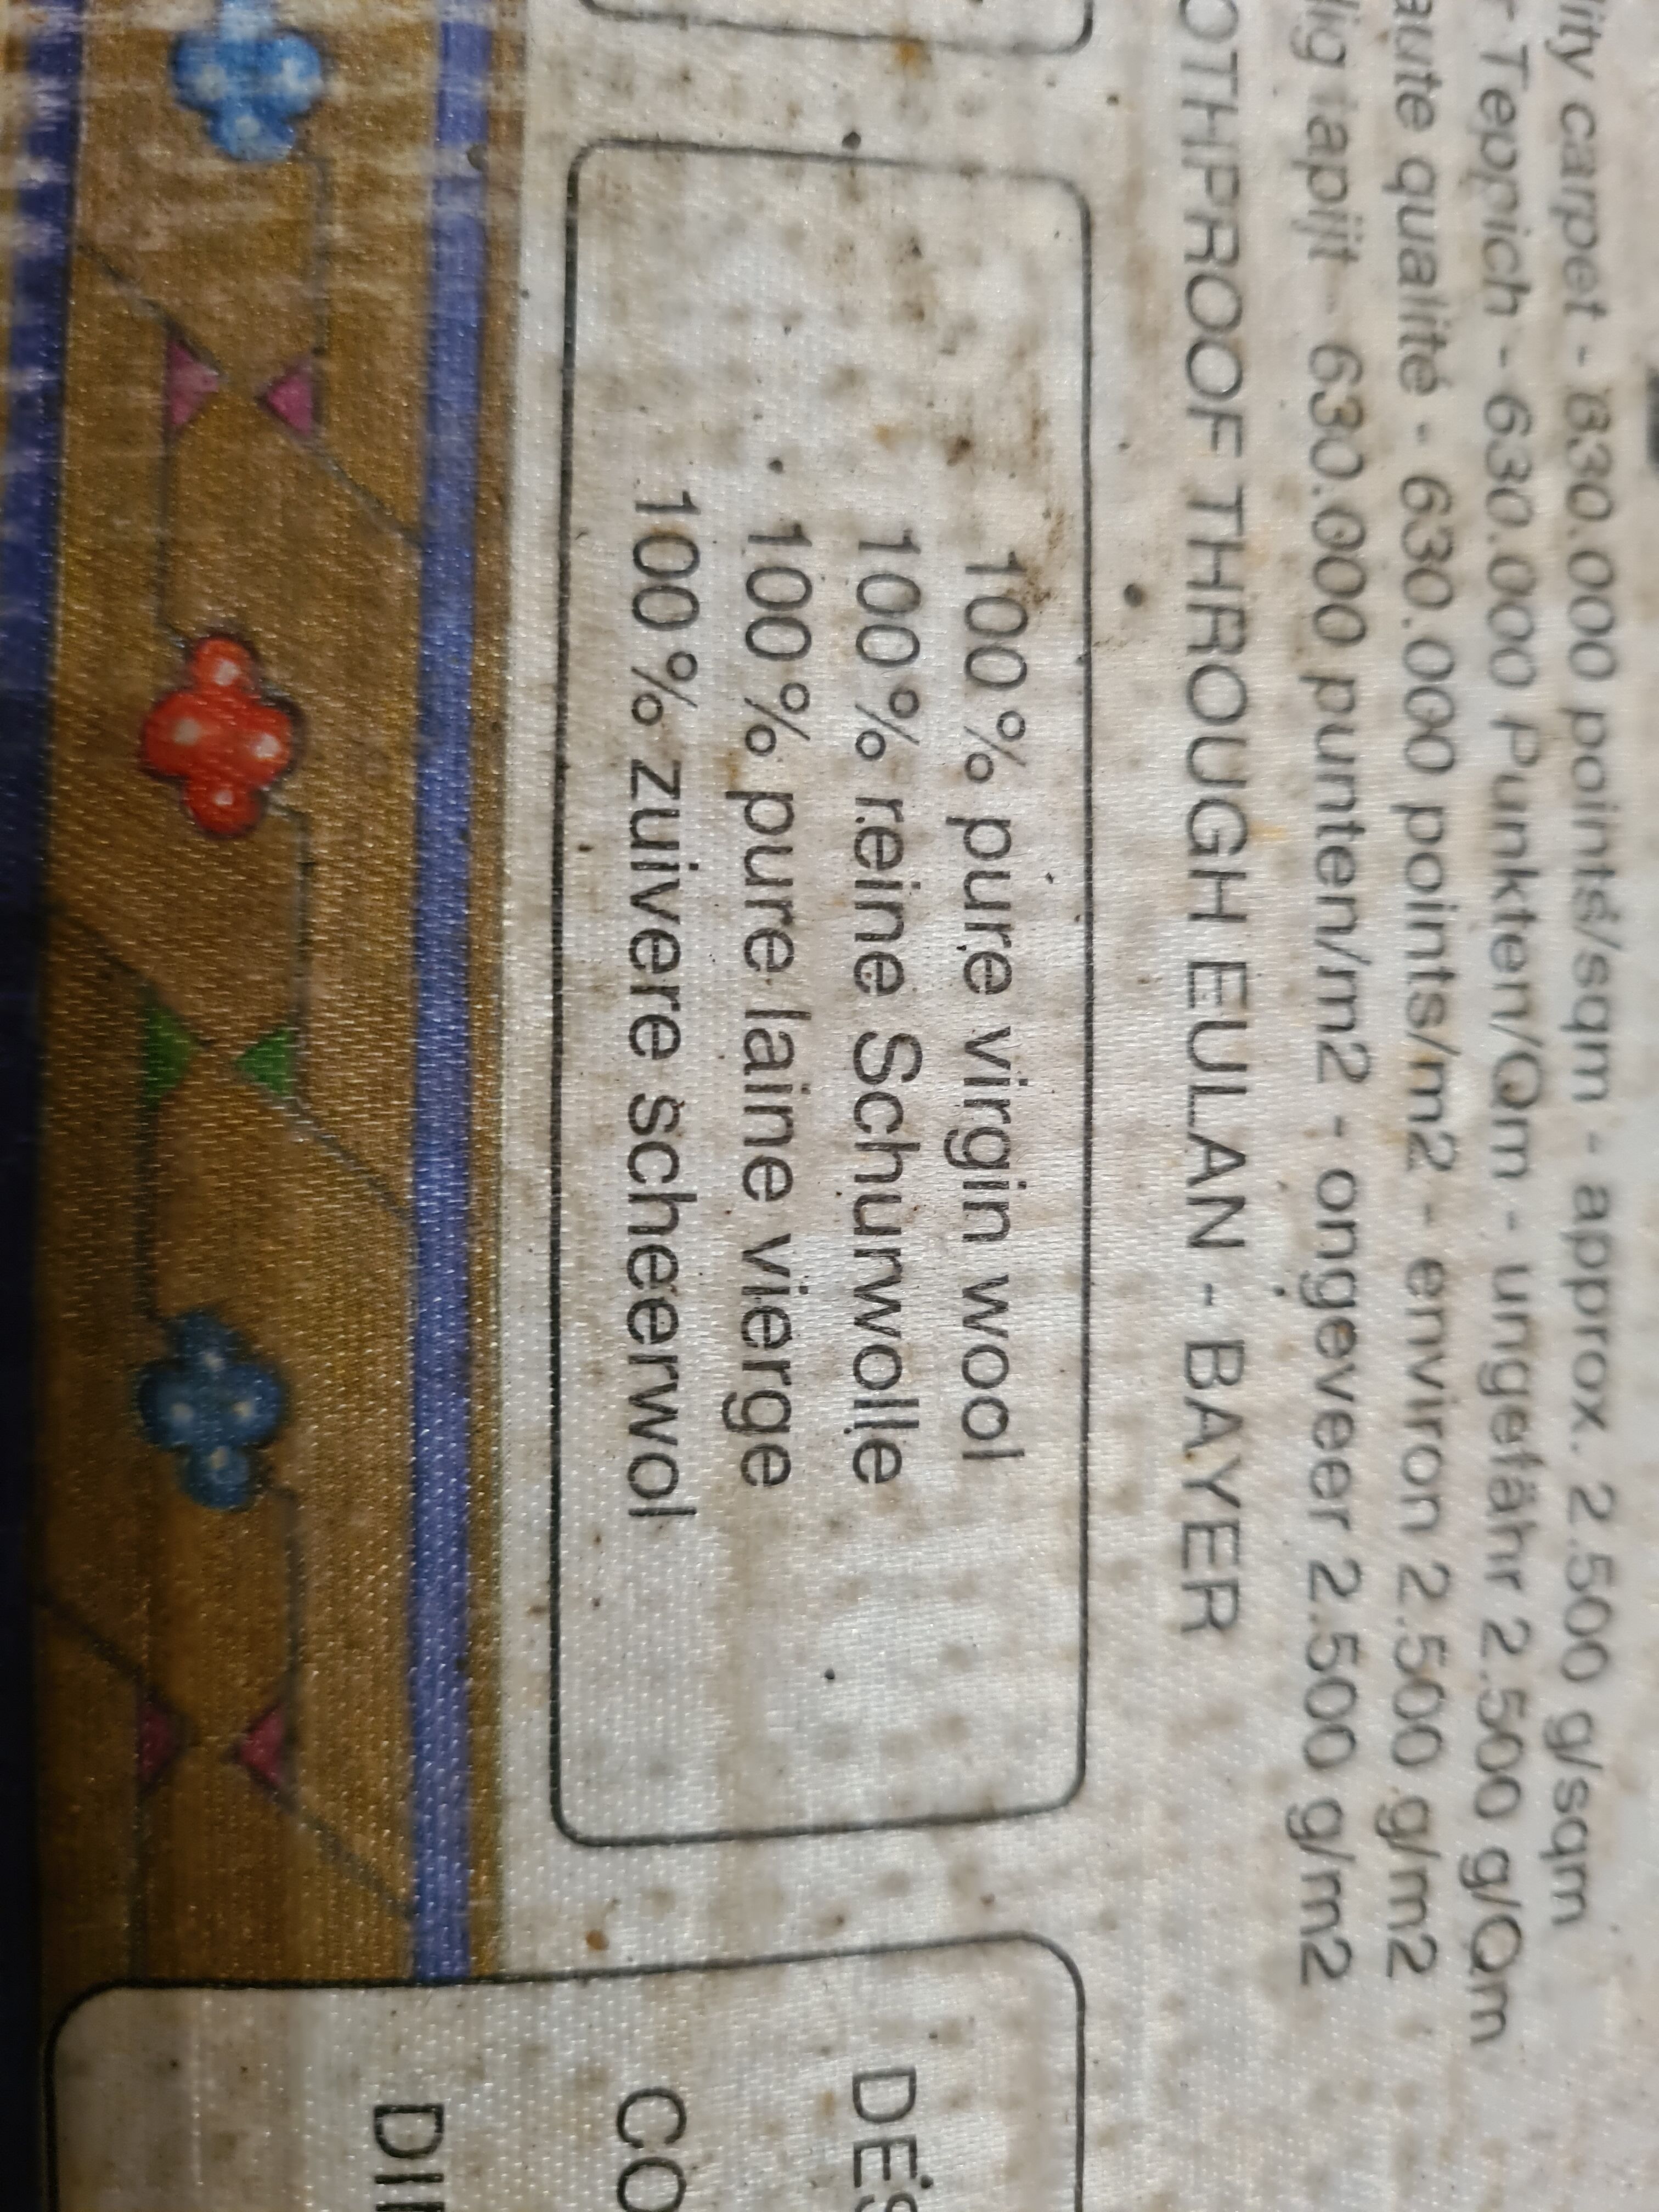 lity carpet - 630.000 points/sqm - approx. 2.500 g/sqm
r Teppich - 630.000 Punkten/Qm - ungefähr 2.500 g/Qm
aute qualité - 630.000 points/m2 - environ 2.500 g/m2
lig tapijt - 630.000 punten/m2 - ongeveer 2.500 g/m2
OTHPROOF THROUGH EULAN - BAYER
100 % pure virgin wool
100 % reine Schurwolle
100 % pure laine vierge
100 % zuivere scheerwol
DES
CO
DI